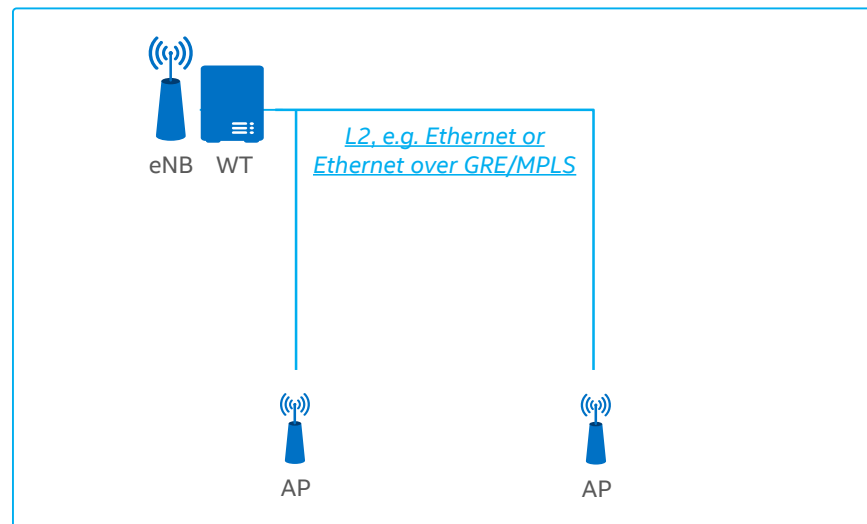 L2, e.g. Ethernet or
Ethernet over GRE/MPLS
eNB WT
AP AP